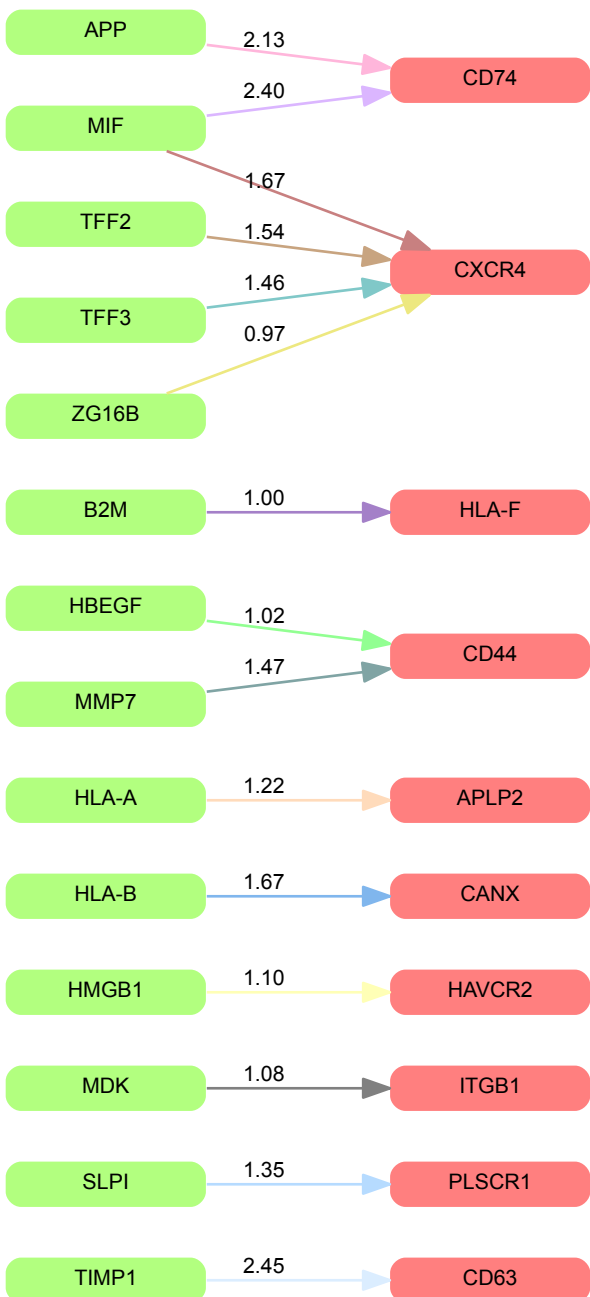 APP
2.13
CD74
2.40
MIF
1.67
TFF2
1.54
CXCR4
1.46
TFF3
0.97
ZG16B
B2M
1.00
HLA-F
HBEGF
1.02
CD44
1.47
MMP7
HLA-A
1.22
APLP2
HLA-B
1.67
CANX
HMGB1
1.10
HAVCR2
MDK
1.08
ITGB1
SLPI
1.35
PLSCR1
TIMP1
2.45
CD63